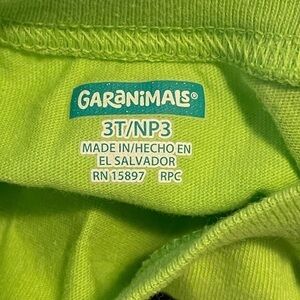 GARANIMALS®
3T/NP3
MADE IN/HECHO EN
EL SALVADOR
RN 15897 RPC